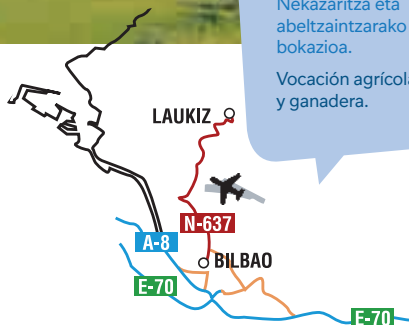 Nekazaritza eta
abeltzaintzarako
bokazioa.
Vocación agrícola
y ganadera.
LAUKIZ
N-637
A-8
BILBAO
E-70
E-70